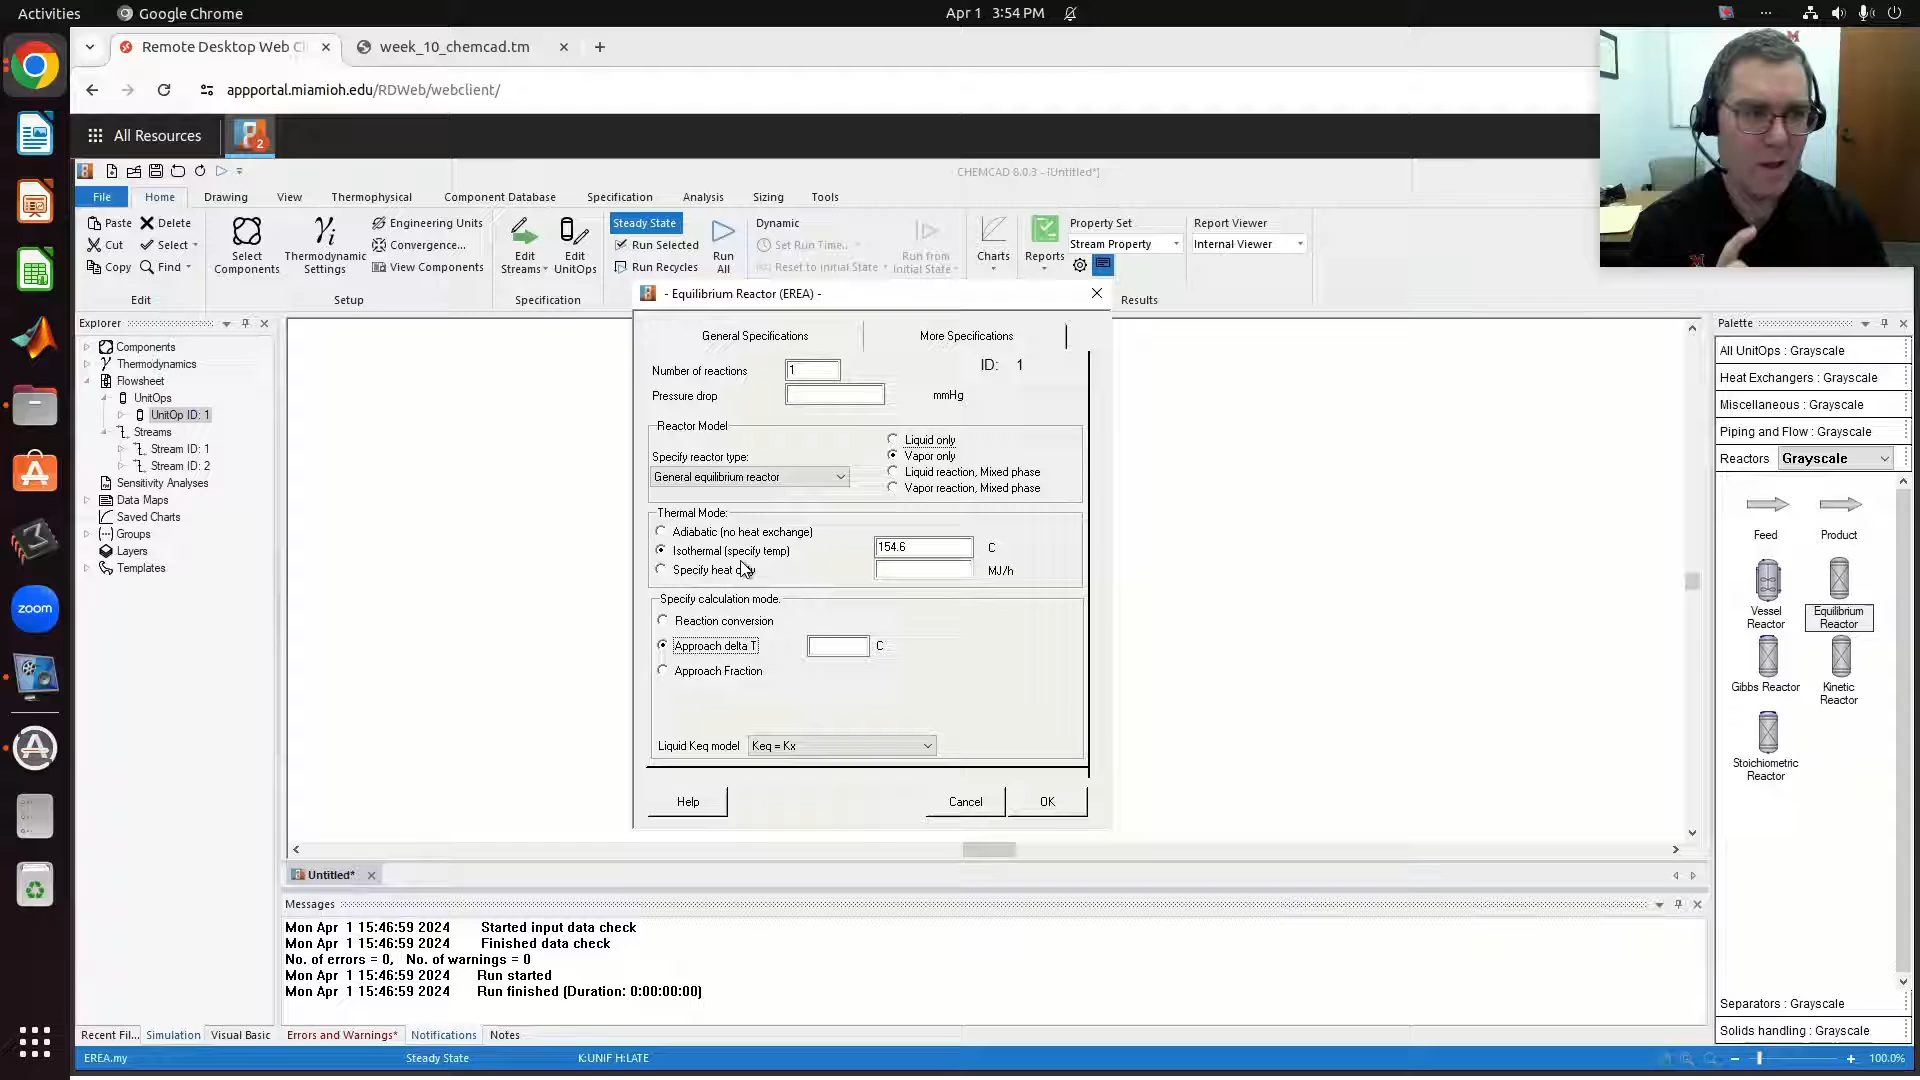 Activities
Google Chrome
Apr 1 3:54 PM
Remote Desktop Web Cl
week_10_chemcad.tm
appportal.miamioh.edu/RDWeb/webclient/
All Resources
2
CHEMCAD 8.0.3 - [Untitled*]
File
Home
Drawing
View
Thermophysical
Component Database
Specification
Analysis
Sizing
Tools
Paste
Delete
Cut
Select
Copy
Find
Edit
Select Components
Thermodynamic Settings
Engineering Units
Convergence...
View Components
Setup
Edit Streams
Edit UnitOps
Specification
Steady State
Run Selected
Run Recycles
Run All
Dynamic
Set Run Time...
Reset to Initial State
Run from Initial State
Charts
Reports
Property Set
Stream Property
Report Viewer
Internal Viewer
Results
Explorer
Components
Thermodynamics
Flowsheet
UnitOps
UnitOp ID: 1
Streams
Stream ID: 1
Stream ID: 2
Sensitivity Analyses
Data Maps
Saved Charts
Groups
Layers
Templates
- Equilibrium Reactor (EREA) -
General Specifications
More Specifications
Number of reactions
1
ID: 1
Pressure drop
mmHg
Reactor Model
Specify reactor type:
General equilibrium reactor
Liquid only
Vapor only
Liquid reaction, Mixed phase
Vapor reaction, Mixed phase
Thermal Mode:
Adiabatic (no heat exchange)
Isothermal (specify temp)
154.6
C
Specify heat
MJ/h
Specify calculation mode.
Reaction conversion
Approach delta T
C
Approach Fraction
Liquid Keq model
Keq = Kx
Help
Cancel
OK
Palette
All UnitOps : Grayscale
Heat Exchangers : Grayscale
Miscellaneous : Grayscale
Piping and Flow : Grayscale
Reactors
Grayscale
Feed
Product
Vessel Reactor
Equilibrium Reactor
Gibbs Reactor
Kinetic Reactor
Stoichiometric Reactor
Separators : Grayscale
Solids handling : Grayscale
Untitled*
Messages
Mon Apr 1 15:46:59 2024 Started input data check
Mon Apr 1 15:46:59 2024 Finished data check
No. of errors = 0, No. of warnings = 0
Mon Apr 1 15:46:59 2024 Run started
Mon Apr 1 15:46:59 2024 Run finished (Duration: 0:00:00:00)
Recent Fil...
Simulation
Visual Basic
Errors and Warnings*
Notifications
Notes
EREA.my
Steady State
K:UNIF H:LATE
100.0%
zoom